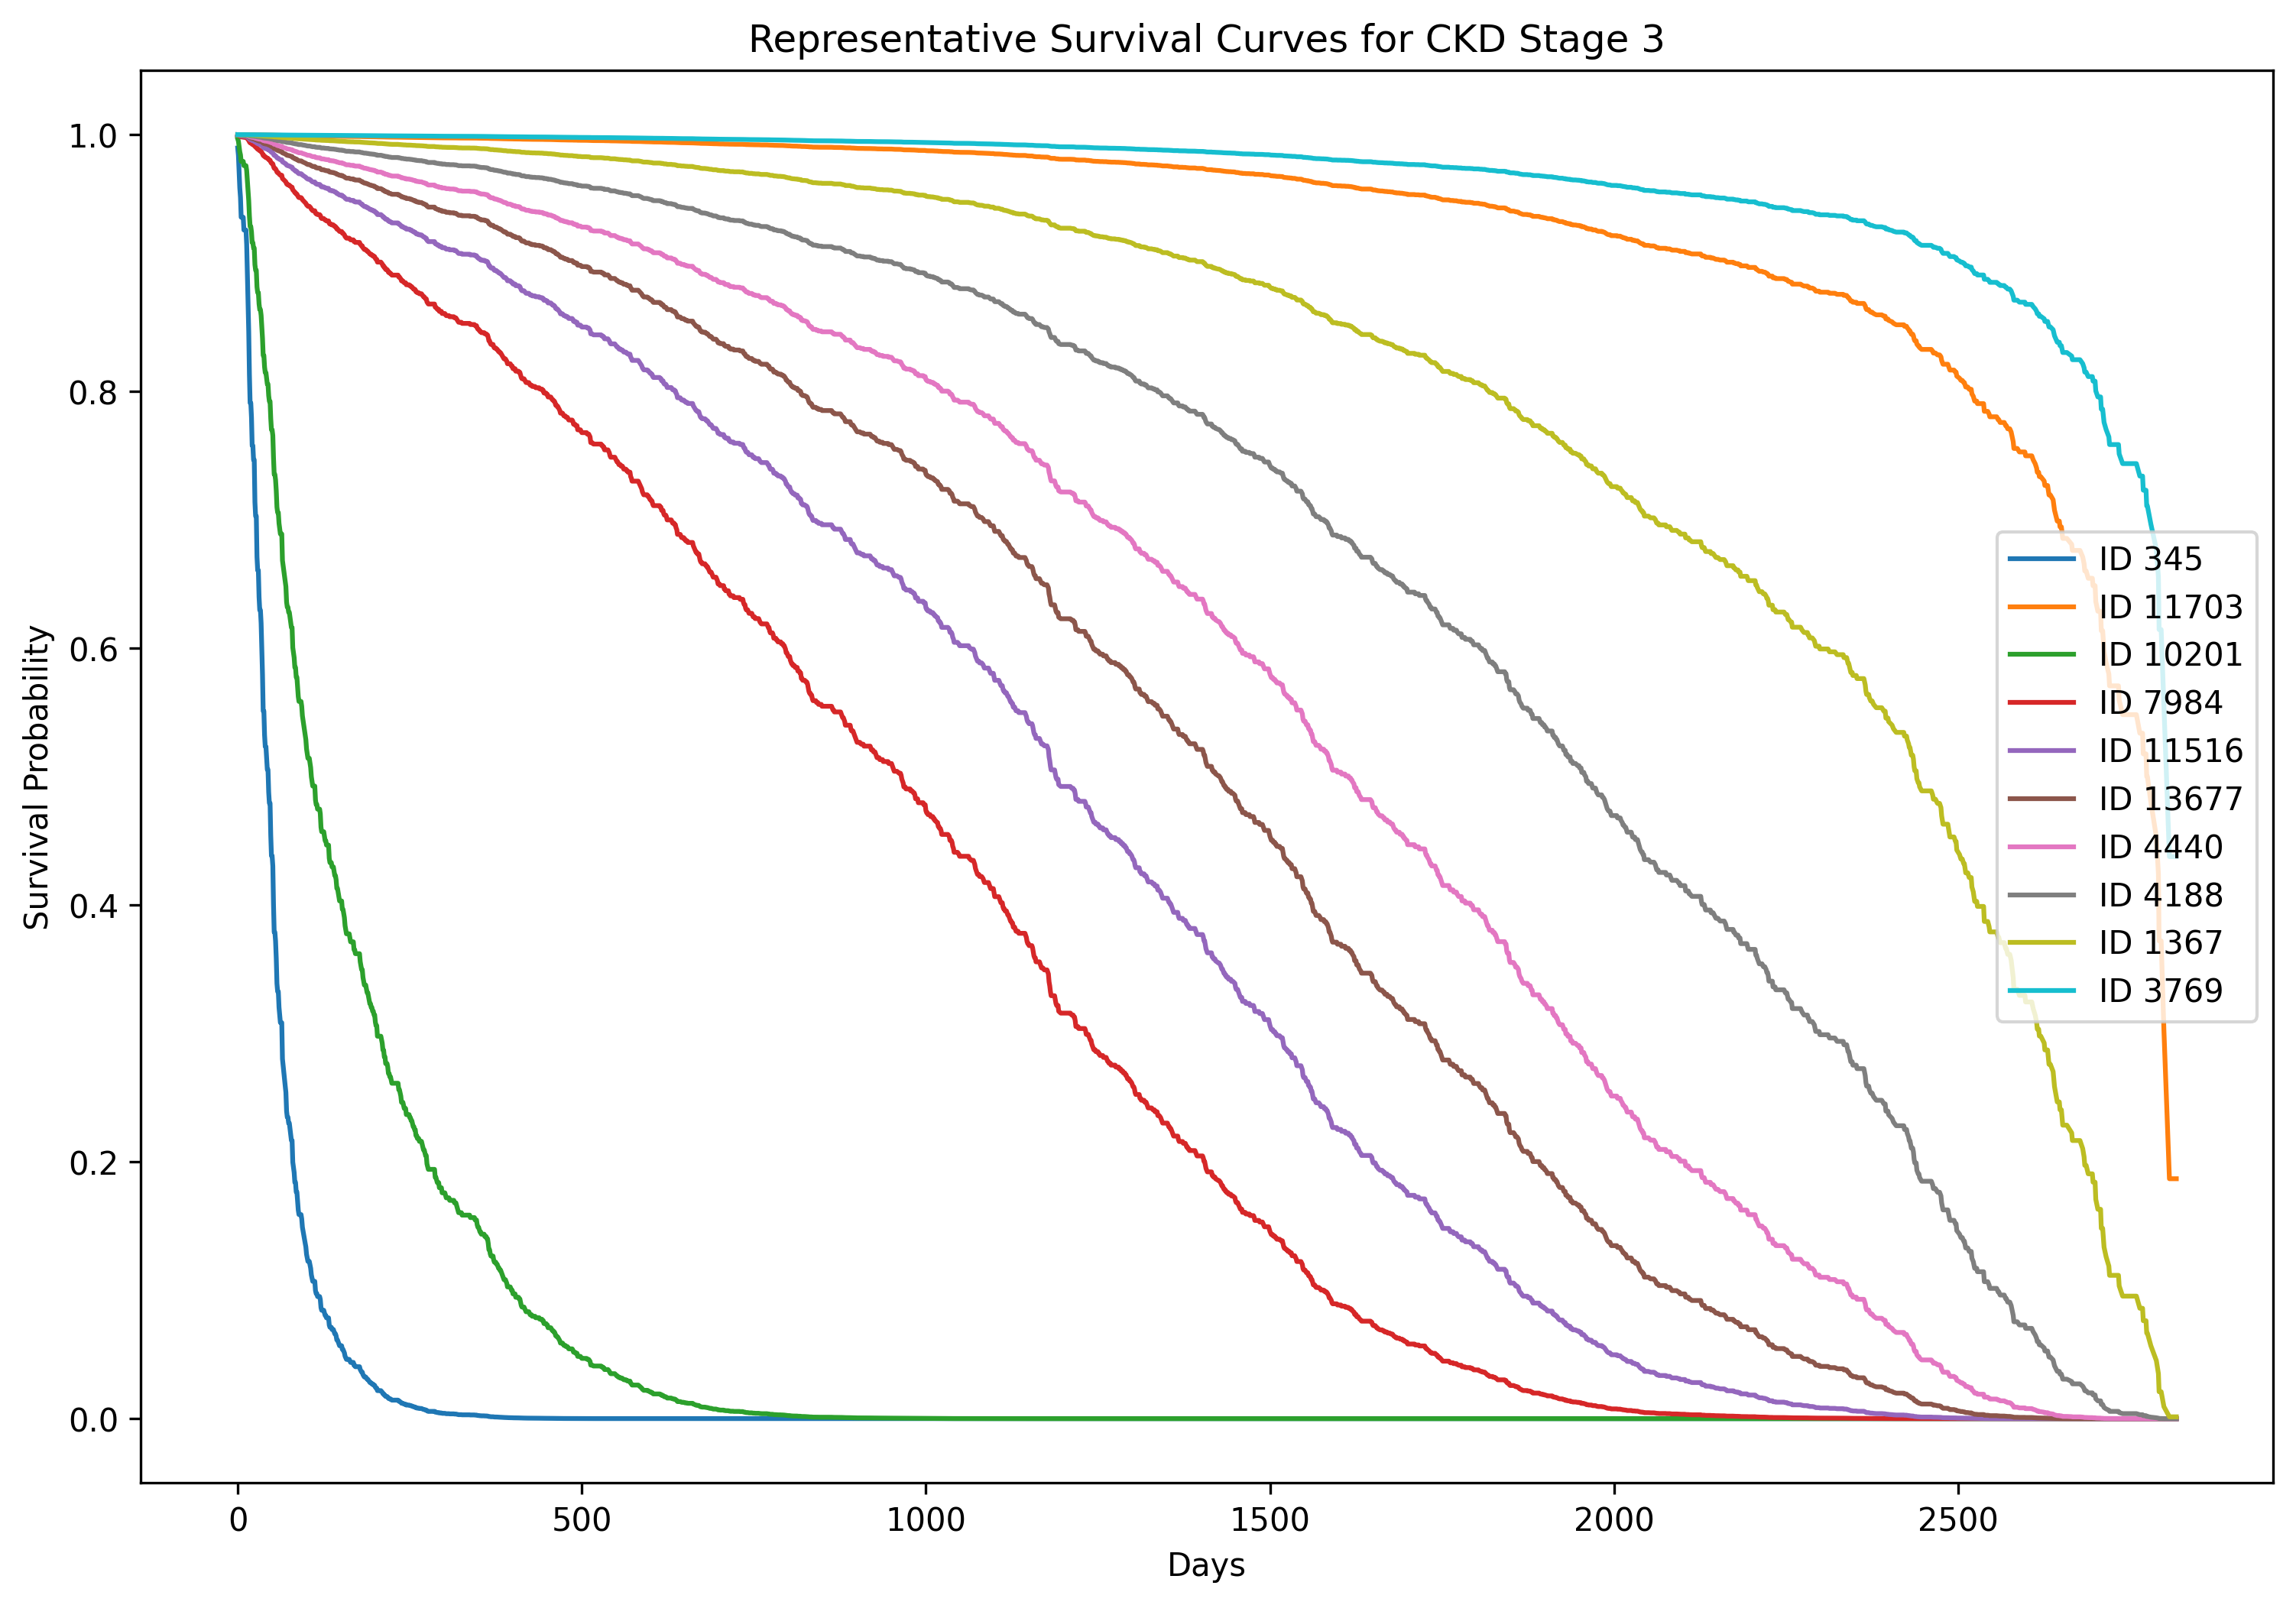 Representative Survival Curves for CKD Stage 3
Survival Probability
1.0
0.8
0.6
0.4
0.2
0.0
ID 345
ID 11703
ID 10201
ID 7984
ID 11516
ID 13677
ID 4440
ID 4188
ID 1367
ID 3769
0
500
1000
1500
2000
2500
Days